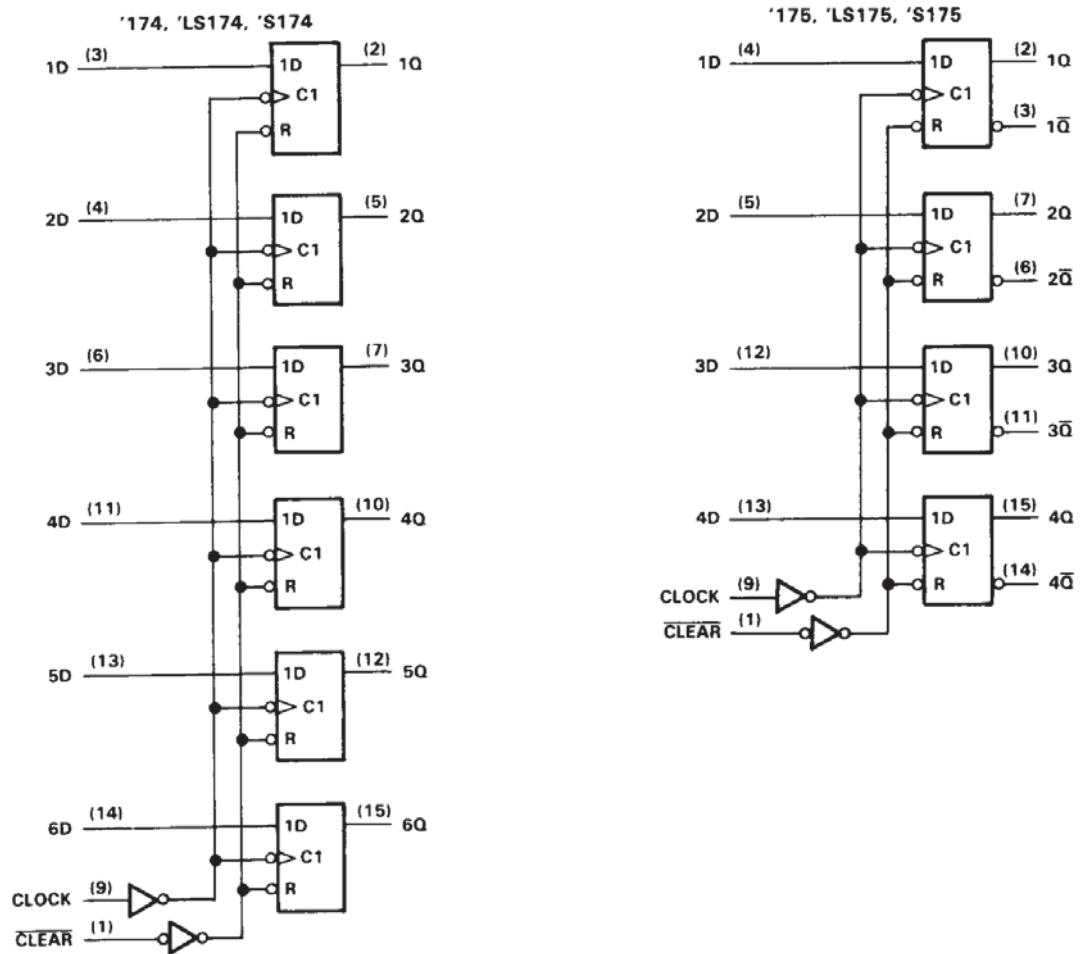 '174, 'LS174, 'S174
1D (3) 1D (2) 1Q
C1
R
2D (4) 1D (5) 2Q
C1
R
3D (6) 1D (7) 3Q
C1
R
4D (11) 1D (10) 4Q
C1
R
5D (13) 1D (12) 5Q
C1
R
6D (14) 1D (15) 6Q
C1
R
CLOCK (9)
C̅L̅E̅A̅R̅ (1)
'175, 'LS175, 'S175
1D (4) 1D (2) 1Q
C1
R (3) 1Q̅
2D (5) 1D (7) 2Q
C1
R (6) 2Q̅
3D (12) 1D (10) 3Q
C1
R (11) 3Q̅
4D (13) 1D (15) 4Q
C1
R (14) 4Q̅
CLOCK (9)
C̅L̅E̅A̅R̅ (1)